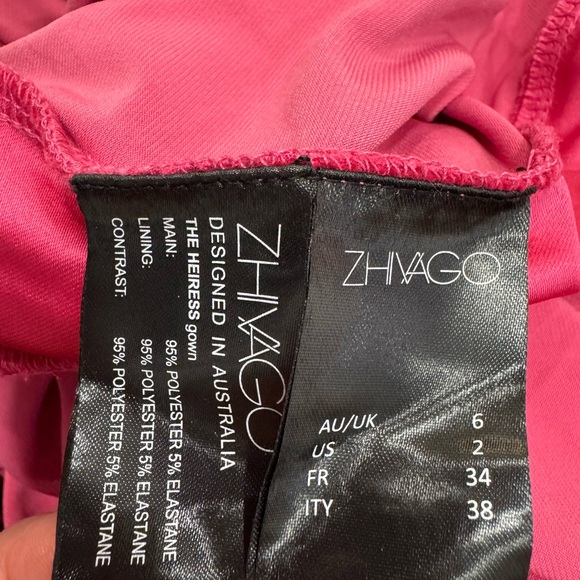 ZHIVAGO
DESIGNED IN AUSTRALIA
THE HEIRESS gown
MAIN: 95% POLYESTER 5% ELASTANE
LINING: 95% POLYESTER 5% ELASTANE
CONTRAST: 95% POLYESTER 5% ELASTANE
ZHIVAGO
AU/UK 6
US 2
FR 34
ITY 38